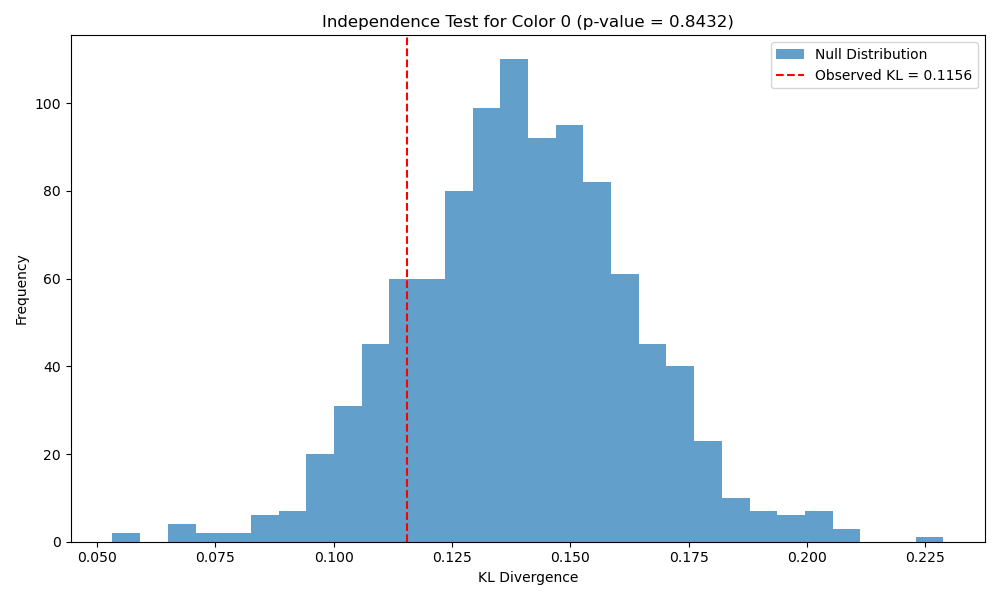 Independence Test for Color 0 (p-value = 0.8432)
Null Distribution
Observed KL = 0.1156
Frequency
100
80
60
40
20
0
0.050 0.075 0.100 0.125 0.150 0.175 0.200 0.225
KL Divergence